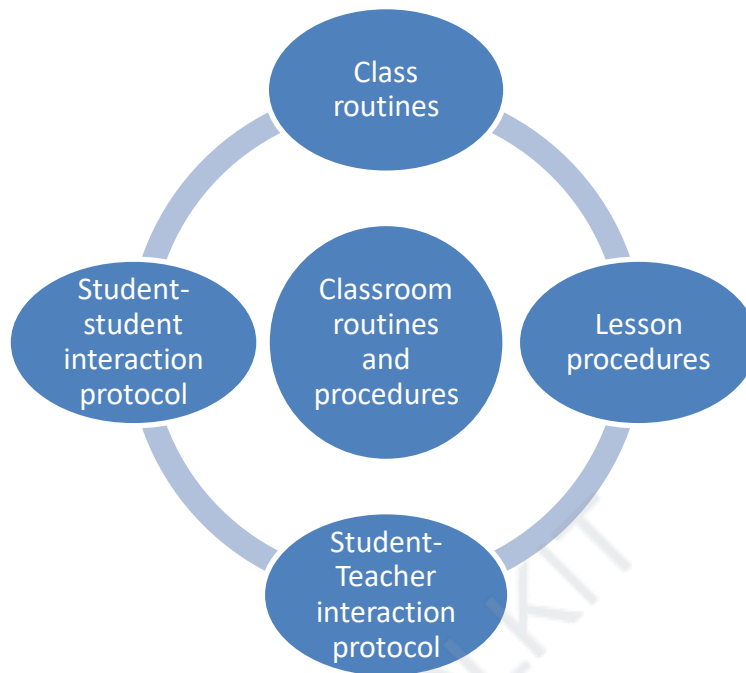 Class
routines
Student-
student
interaction
protocol
Classroom
routines
and
procedures
Lesson
procedures
Student-
Teacher
interaction
protocol